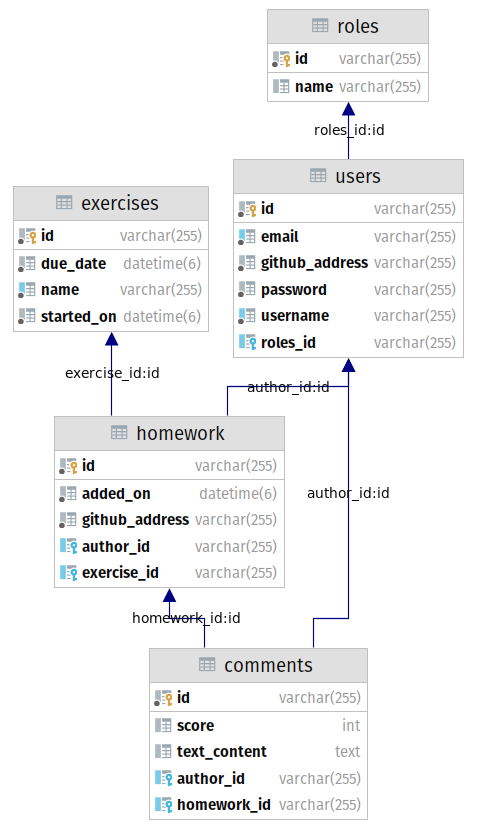 roles
id varchar(255)
name varchar(255)
roles_id:id
users
id varchar(255)
email varchar(255)
github_address varchar(255)
password varchar(255)
username varchar(255)
roles_id varchar(255)
exercises
id varchar(255)
due_date datetime(6)
name varchar(255)
started_on datetime(6)
exercise_id:id
author_id:id
homework
id varchar(255)
added_on datetime(6)
github_address varchar(255)
author_id varchar(255)
exercise_id varchar(255)
author_id:id
homework_id:id
comments
id varchar(255)
score int
text_content text
author_id varchar(255)
homework_id varchar(255)